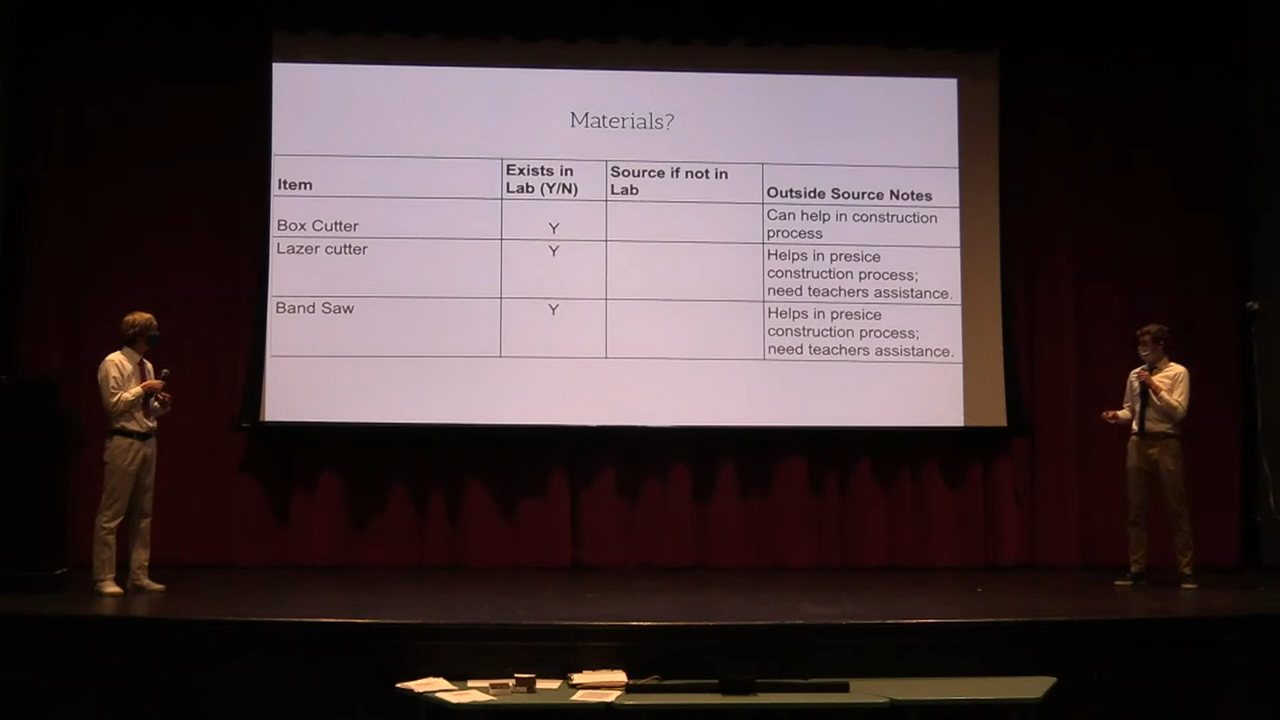 Materials?
Item
Exists in
Lab (Y/N)
Source if not in
Lab
Outside Source Notes
Box Cutter
Y
Can help in construction
process
Lazer cutter
Y
Helps in presice
construction process;
need teachers assistance.
Band Saw
Y
Helps in presice
construction process;
need teachers assistance.